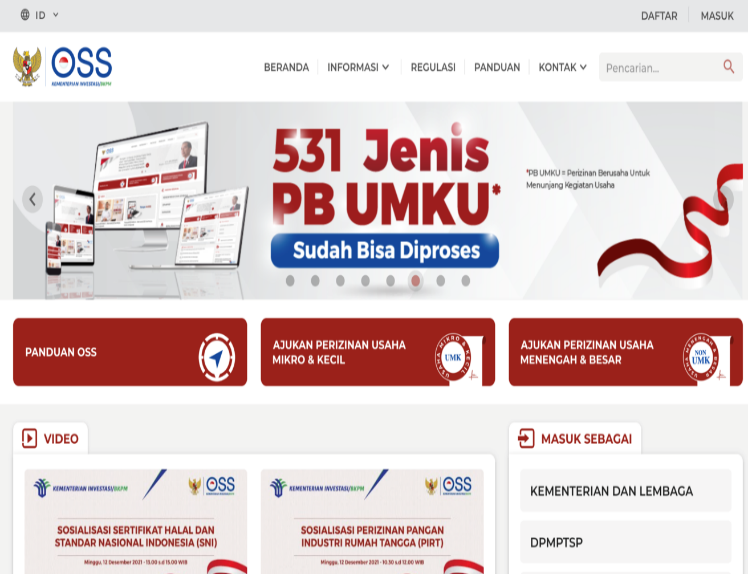 ID
DAFTAR
MASUK
OSS
KEMENTERIAN INVESTASI/BKPM
BERANDA
INFORMASI
REGULASI
PANDUAN
KONTAK
Pencarian...
531 Jenis
PB UMKU*
Sudah Bisa Diproses
*PB UMKU = Perizinan Berusaha Untuk
Menunjang Kegiatan Usaha
PANDUAN OSS
AJUKAN PERIZINAN USAHA
MIKRO & KECIL
USAHA MIKRO & KECIL
UMK
AJUKAN PERIZINAN USAHA
MENENGAH & BESAR
NON
UMK
VIDEO
KEMENTERIAN INVESTASI/BKPM
OSS
SOSIALISASI SERTIFIKAT HALAL DAN
STANDAR NASIONAL INDONESIA (SNI)
Minggu, 12 Desember 2021 - 13.00 s.d 15.00 WIB
KEMENTERIAN INVESTASI/BKPM
OSS
SOSIALISASI PERIZINAN PANGAN
INDUSTRI RUMAH TANGGA (PIRT)
Minggu, 12 Desember 2021 - 10.30 s.d 12.00 WIB
MASUK SEBAGAI
KEMENTERIAN DAN LEMBAGA
DPMPTSP